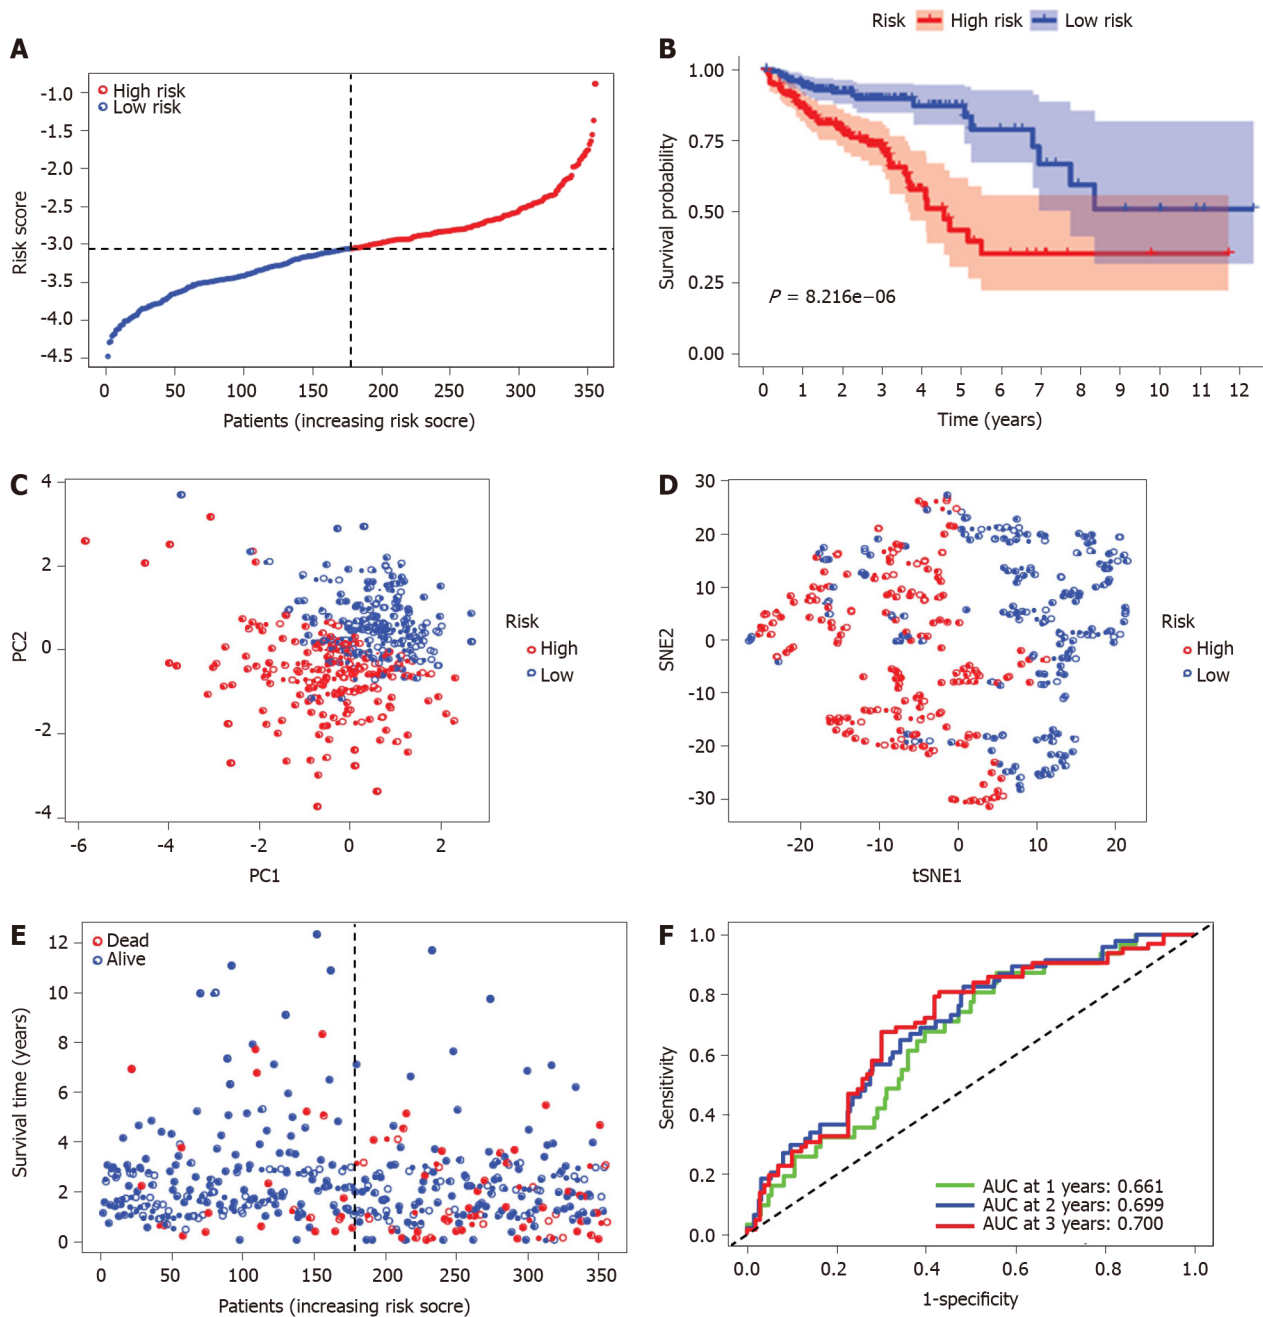 A
High risk
Low risk
-1.0
-1.5
-2.0
-2.5
-3.0
-3.5
-4.0
-4.5
Risk score
0 50 100 150 200 250 300 350
Patients (increasing risk socre)
Risk High risk Low risk
B
1.00
0.75
0.50
0.25
0.00
Survival probability
P = 8.216e−06
0 1 2 3 4 5 6 7 8 9 10 11 12
Time (years)
C
4
2
0
-2
-4
PC2
-6 -4 -2 0 2
PC1
Risk
High
Low
D
30
20
10
0
-10
-20
-30
SNE2
-20 -10 0 10 20
tSNE1
Risk
High
Low
E
Dead
Alive
12
10
8
6
4
2
0
Survival time (years)
0 50 100 150 200 250 300 350
Patients (increasing risk socre)
F
1.0
0.8
0.6
0.4
0.2
0.0
Sensitivity
AUC at 1 years: 0.661
AUC at 2 years: 0.699
AUC at 3 years: 0.700
0.0 0.2 0.4 0.6 0.8 1.0
1-specificity